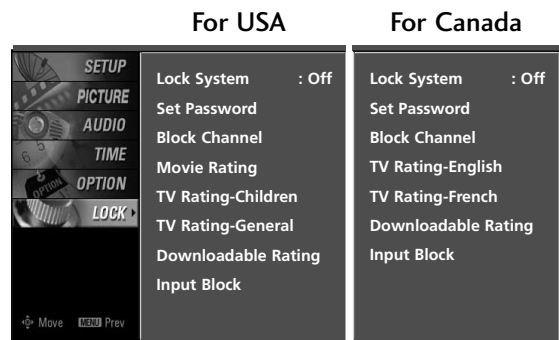 For USA
For Canada
SETUP
PICTURE
AUDIO
TIME
OPTION
LOCK
Move MENU Prev
Lock System : Off
Set Password
Block Channel
Movie Rating
TV Rating-Children
TV Rating-General
Downloadable Rating
Input Block
Lock System : Off
Set Password
Block Channel
TV Rating-English
TV Rating-French
Downloadable Rating
Input Block